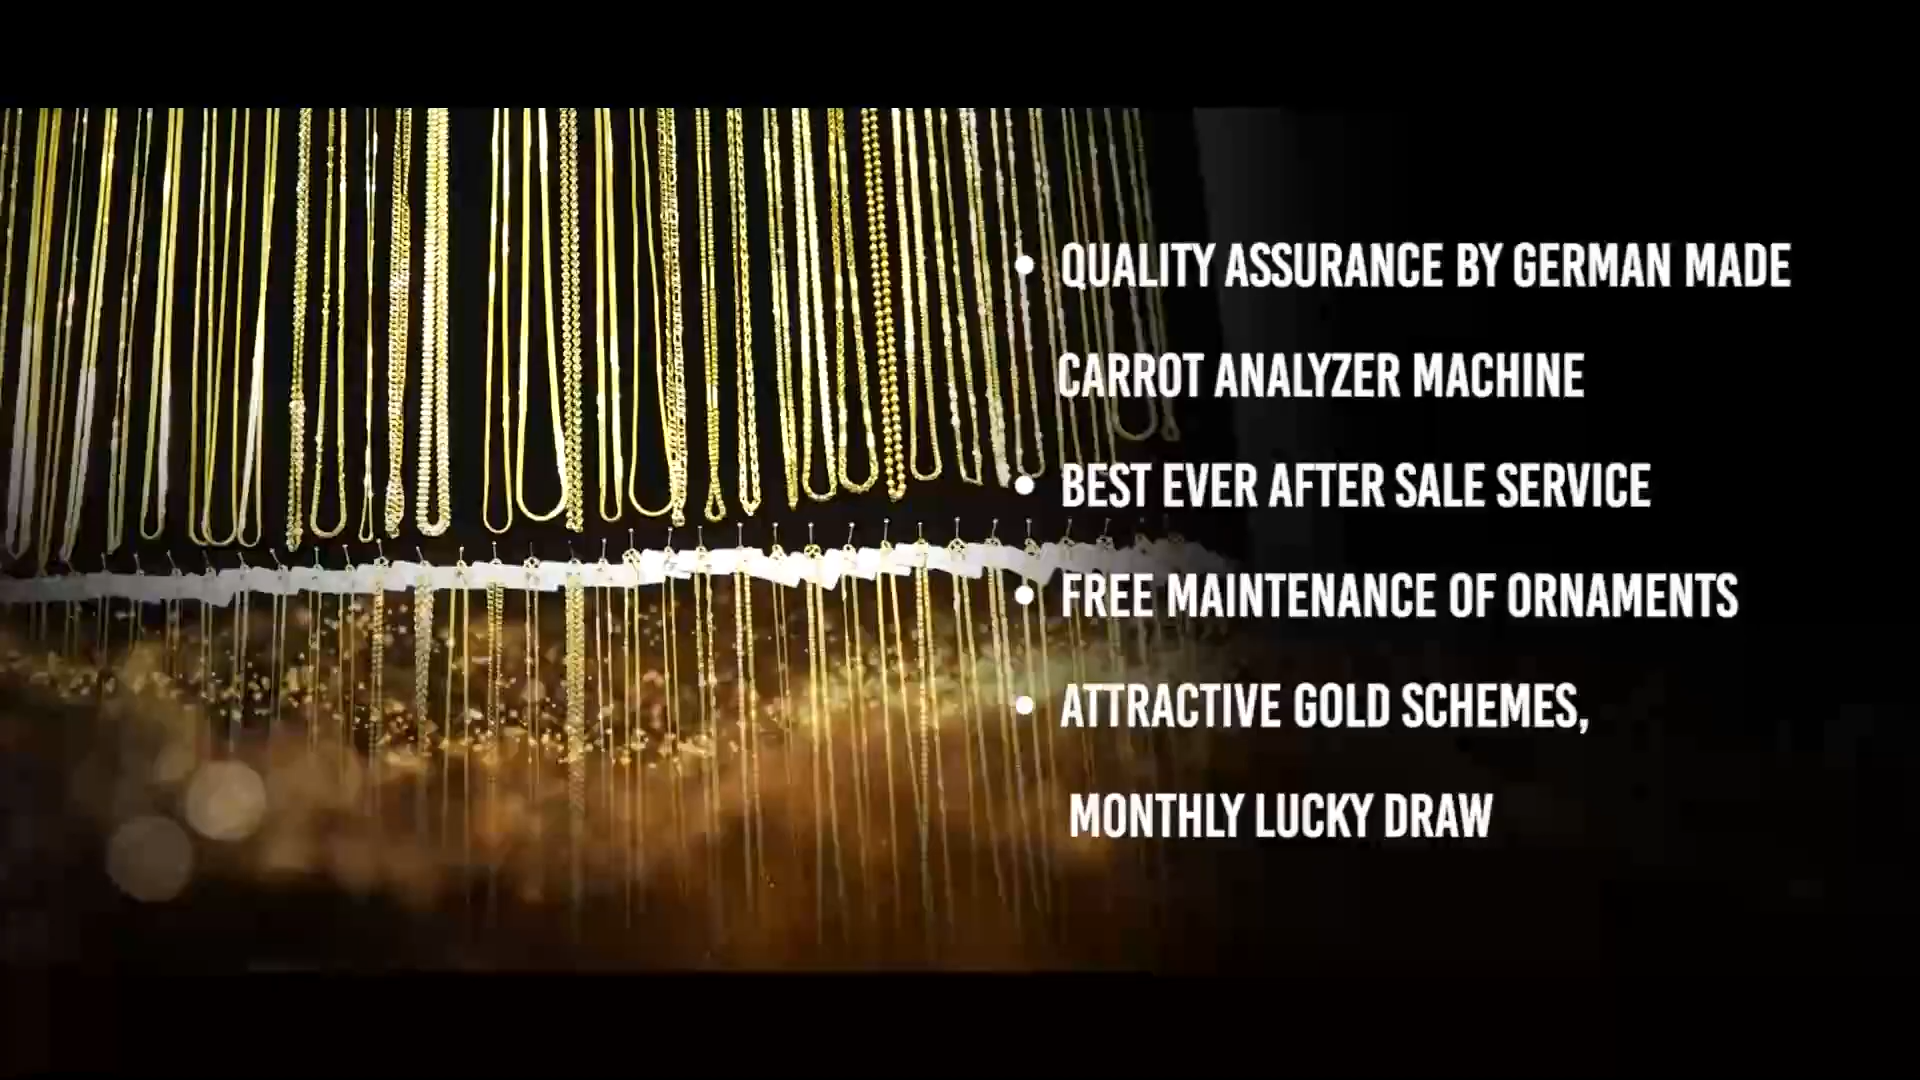 • QUALITY ASSURANCE BY GERMAN MADE
CARROT ANALYZER MACHINE
• BEST EVER AFTER SALE SERVICE
• FREE MAINTENANCE OF ORNAMENTS
• ATTRACTIVE GOLD SCHEMES,
MONTHLY LUCKY DRAW